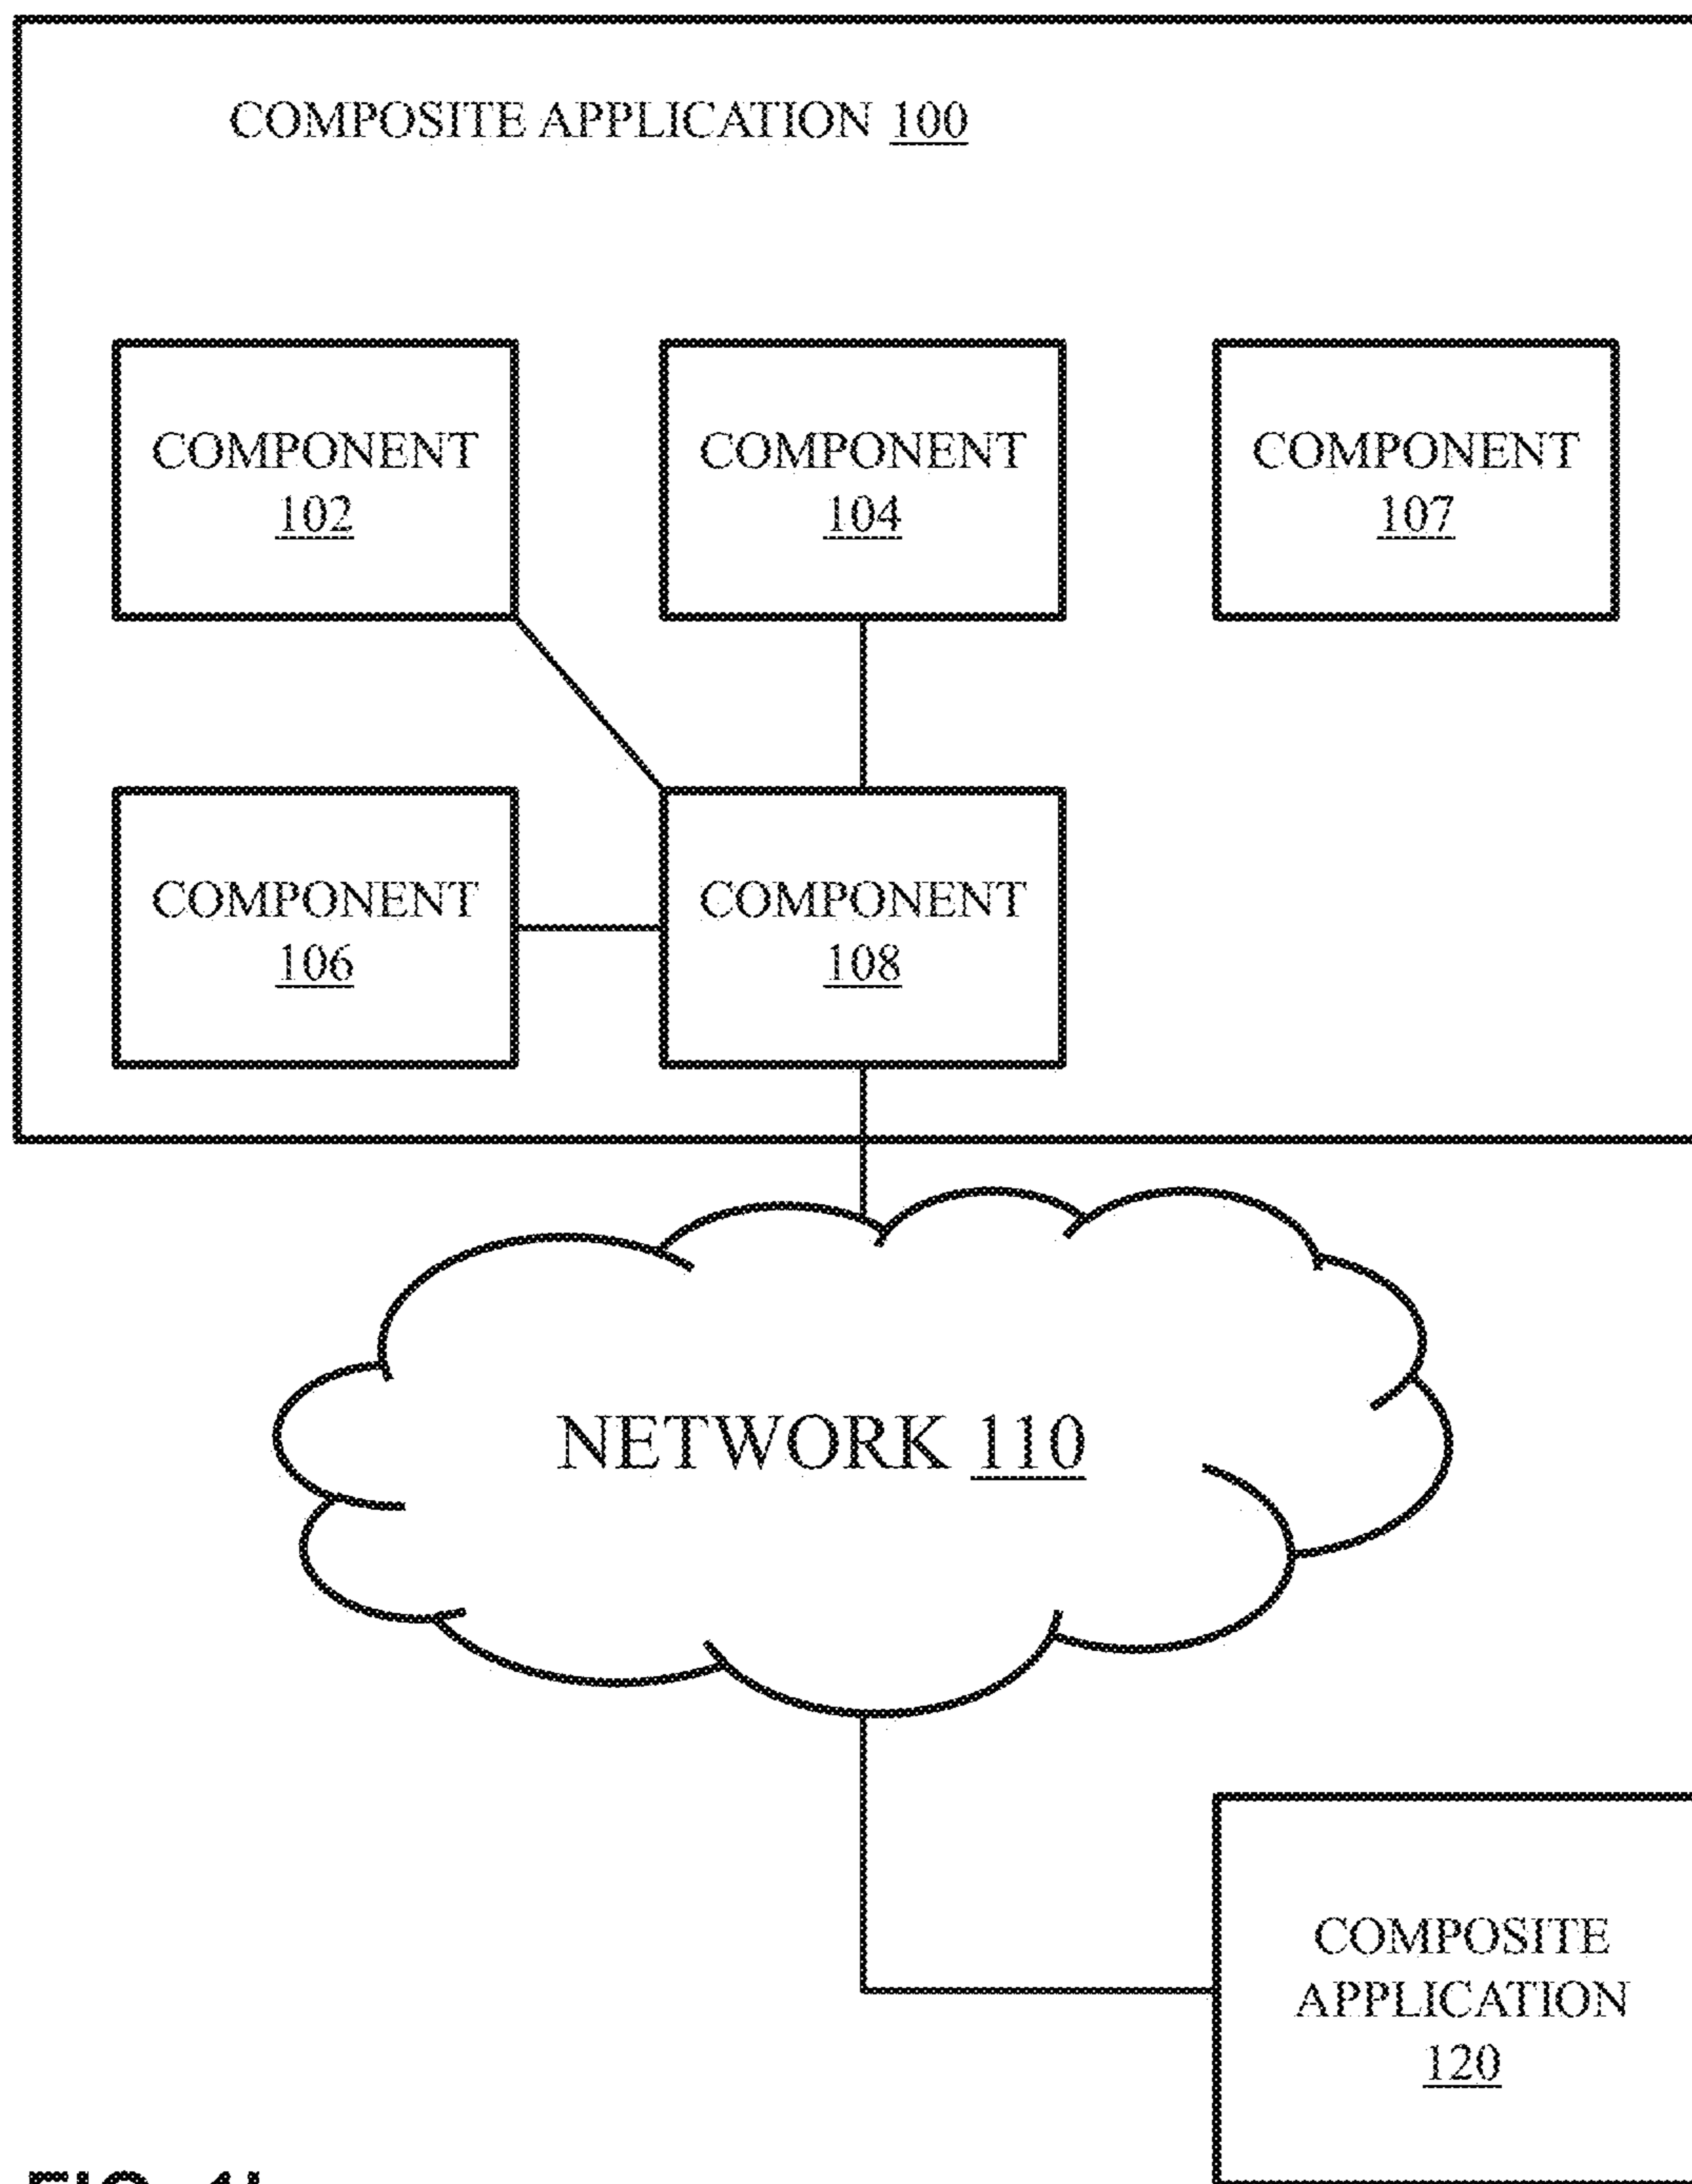 COMPOSITE APPLICATION 100
COMPONENT
102
COMPONENT
104
COMPONENT
107
COMPONENT
106
COMPONENT
108
NETWORK 110
COMPOSITE
APPLICATION
120